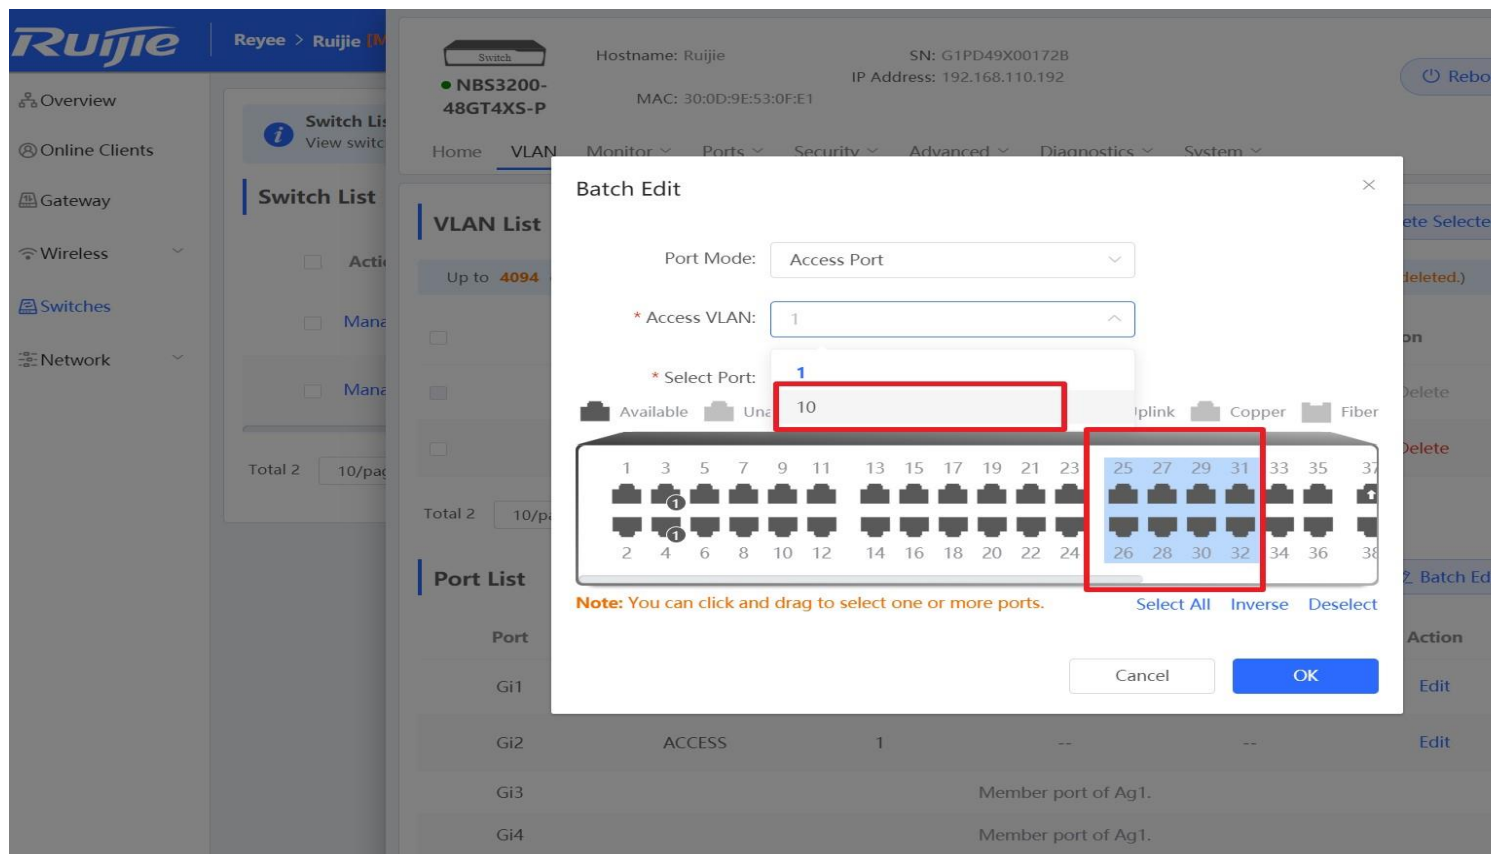 Ruijie
Reyee > Ruijie [M
Overview
Online Clients
Gateway
Wireless
Switches
Network
Switch Lis
View switc
Switch List
Actio
Mana
Mana
Total 2 10/pag
Switch
NBS3200-
48GT4XS-P
Hostname: Ruijie
SN: G1PD49X00172B
MAC: 30:0D:9E:53:0F:E1
IP Address: 192.168.110.192
Rebo
Home VLAN Monitor Ports Security Advanced Diagnostics System
VLAN List
ete Selecte
Up to 4094
deleted.)
on
Delete
Delete
Total 2 10/pa
Batch Edit
Port Mode: Access Port
* Access VLAN: 1
1
10
* Select Port:
Available Una Uplink Copper Fiber
1 3 5 7 9 11 13 15 17 19 21 23 25 27 29 31 33 35 37
1
1
2 4 6 8 10 12 14 16 18 20 22 24 26 28 30 32 34 36 38
Note: You can click and drag to select one or more ports.
Select All Inverse Deselect
Cancel OK
Port List
Batch Ed
Port
Action
Gi1 Edit
Gi2 ACCESS 1 -- -- Edit
Gi3 Member port of Ag1.
Gi4 Member port of Ag1.